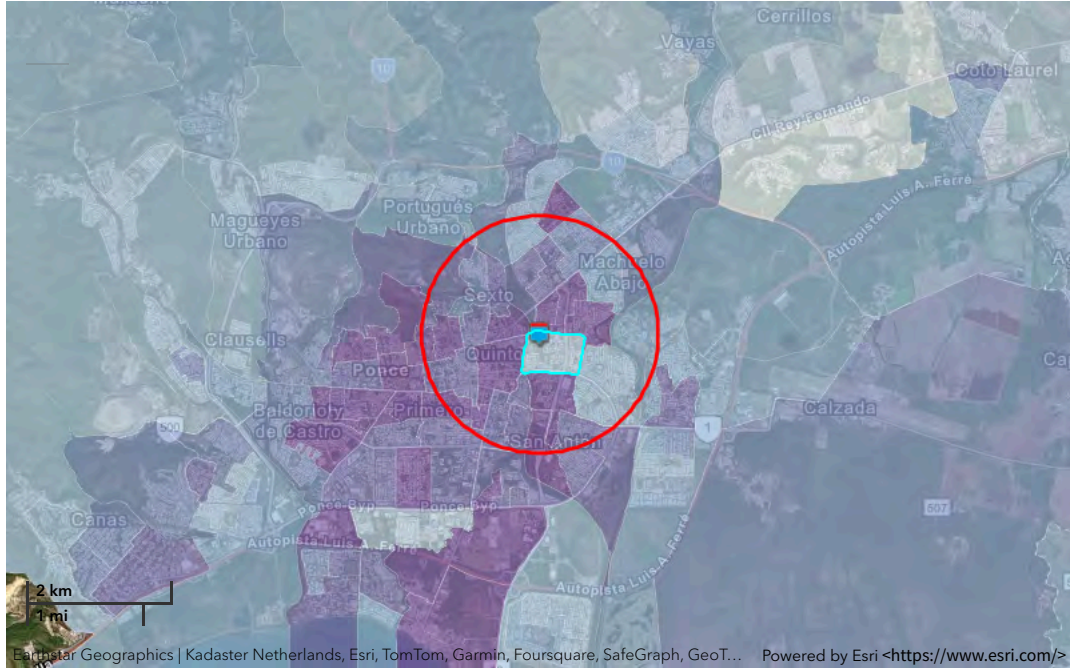 Cerrillos
Vayas
10
Coto Laurel
Cll Rey Fernando
10
Autopista Luis A. Ferré
Magueyes
Urbano
Portugués
Urbano
Machuelo
Abajo
Sexto
Clausells
Quinto
Ponce
Baldorioty
de Castro
Primero
Calzada
500
San Antón
1
Ponce Byp
Ponce Byp
507
Canas
Autopista Luis A. Ferré
Autopista Luis A. Ferré
2 km
1 mi
Earthstar Geographics | Kadaster Netherlands, Esri, TomTom, Garmin, Foursquare, SafeGraph, GeoT...
Powered by Esri <https://www.esri.com/>